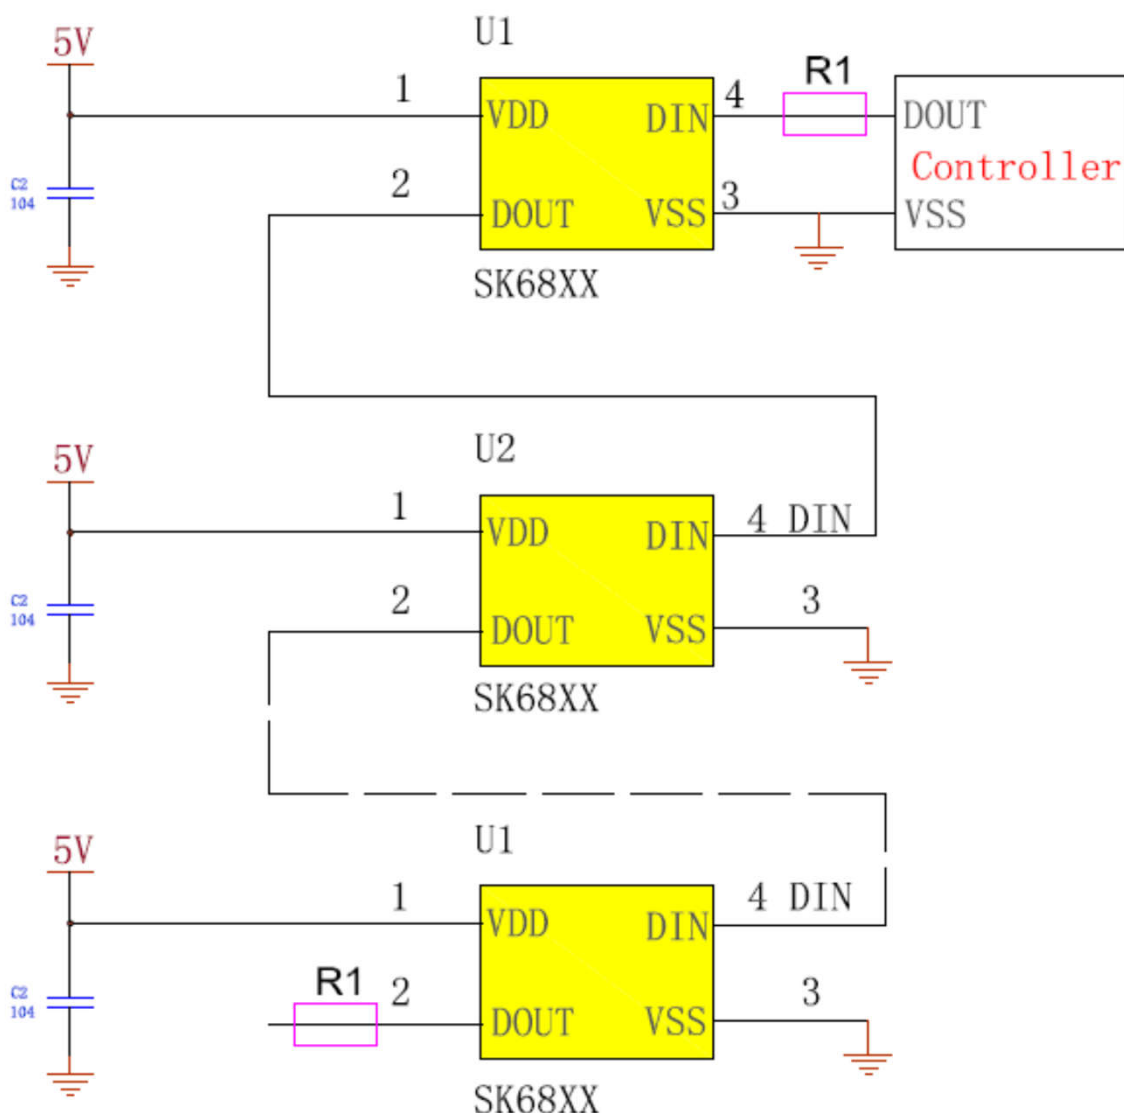 U1
5V
1
VDD
DIN
4
R1
DOUT
Controller
C2
104
2
DOUT
VSS
3
VSS
SK68XX
U2
5V
1
VDD
DIN
4 DIN
C2
104
2
DOUT
VSS
3
SK68XX
U1
5V
1
VDD
DIN
4 DIN
C2
104
R1
2
DOUT
VSS
3
SK68XX